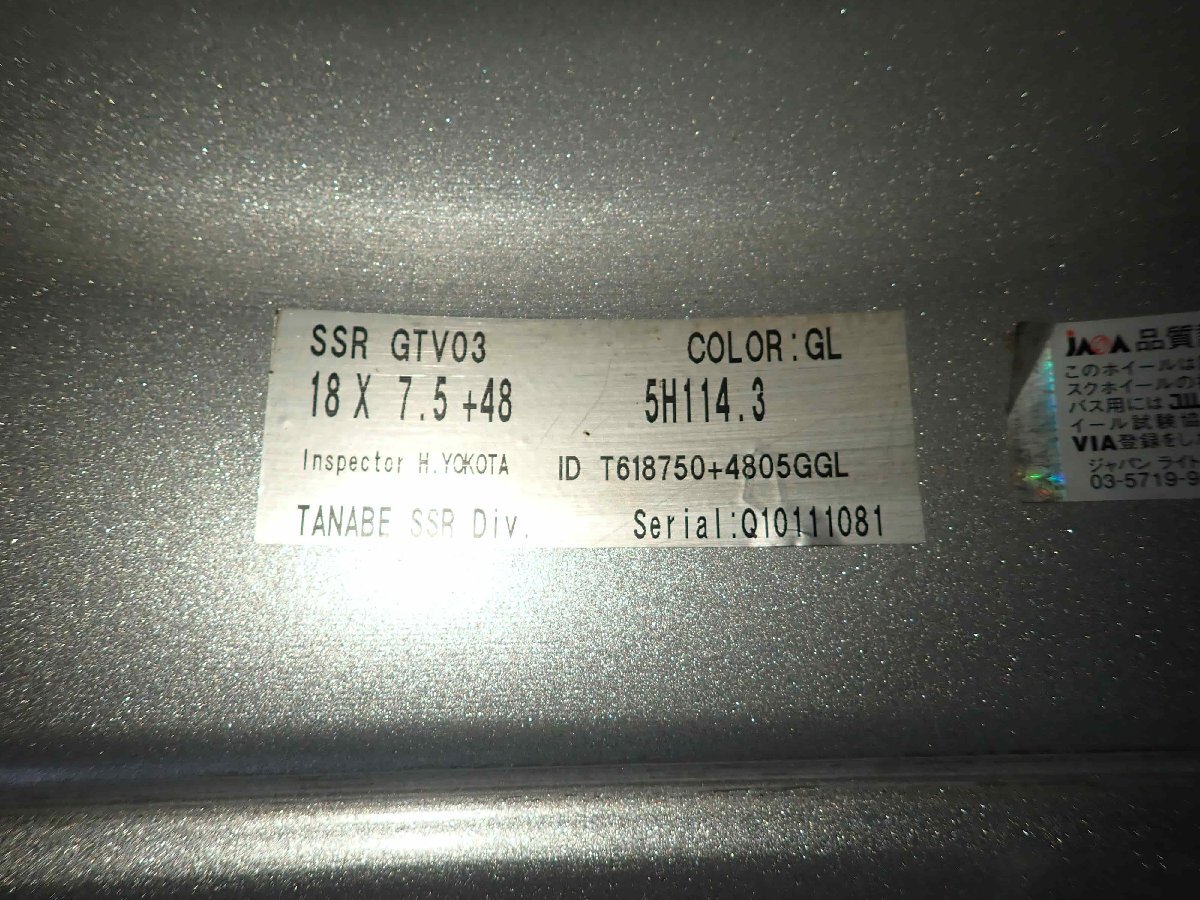 SSR GTV03 COLOR:GL
18 X 7.5 +48 5H114.3
Inspector H.YOKOTA ID T618750+4805GGL
TANABE SSR Div. Serial:Q10111081
JAWA 品質
このホイールは
スクホイールの
バス用には JWL
イール試験協
VIA登録をし
ジャパン ライト
03-5719-9